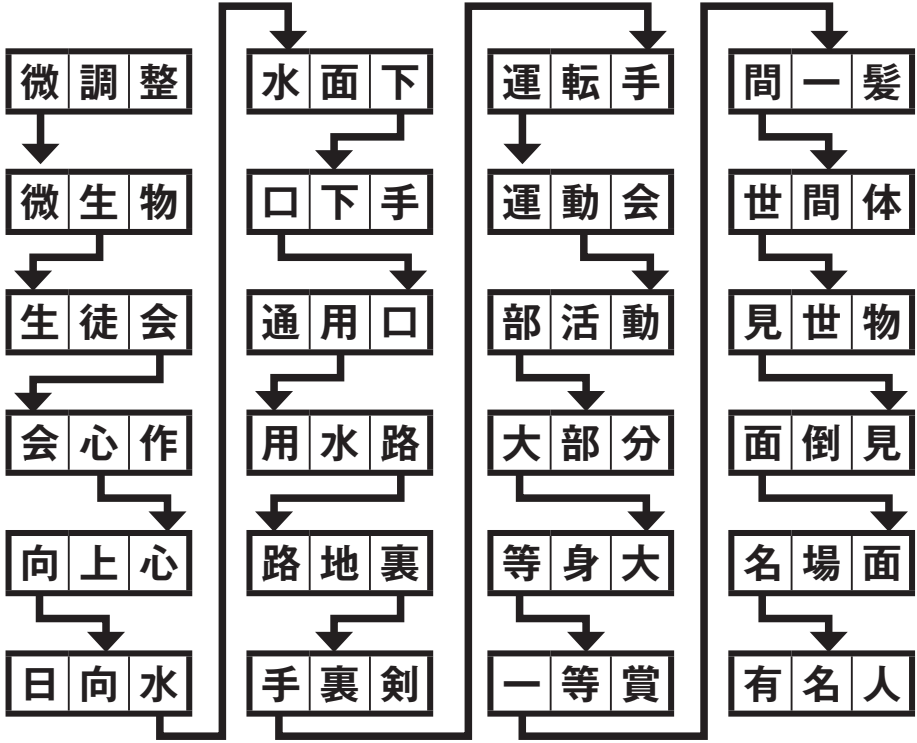 微調整
微生物
生徒会
会心作
向上心
日向水
水面下
口下手
通用口
用水路
路地裏
手裏剣
運転手
運動会
部活動
大部分
等身大
一等賞
間一髪
世間体
見世物
面倒見
名場面
有名人